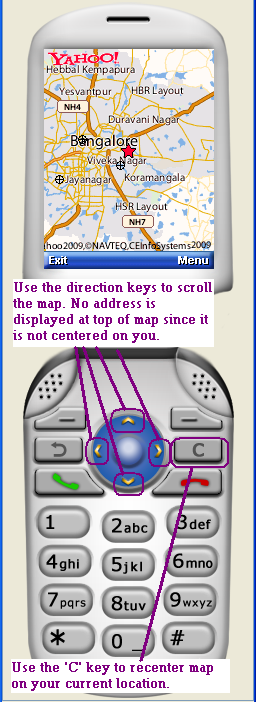 YAHOO!
Hebbal Kempapura
Yesvantpur
HBR Layout
NH4
Duravani Nagar
Bangalore
Viveka Nagar
Jayanagar
Koramangala
HSR Layout
NH7
hoo2009,©NAVTEQ,CEInfoSystems2009
Exit Menu
Use the direction keys to scroll
the map. No address is
displayed at top of map since it
is not centered on you.
C
1 2abc 3def
4ghi 5jkl 6mno
7pqrs 8tuv 9wxyz
* 0 _ #
Use the 'C' key to recenter map
on your current location.